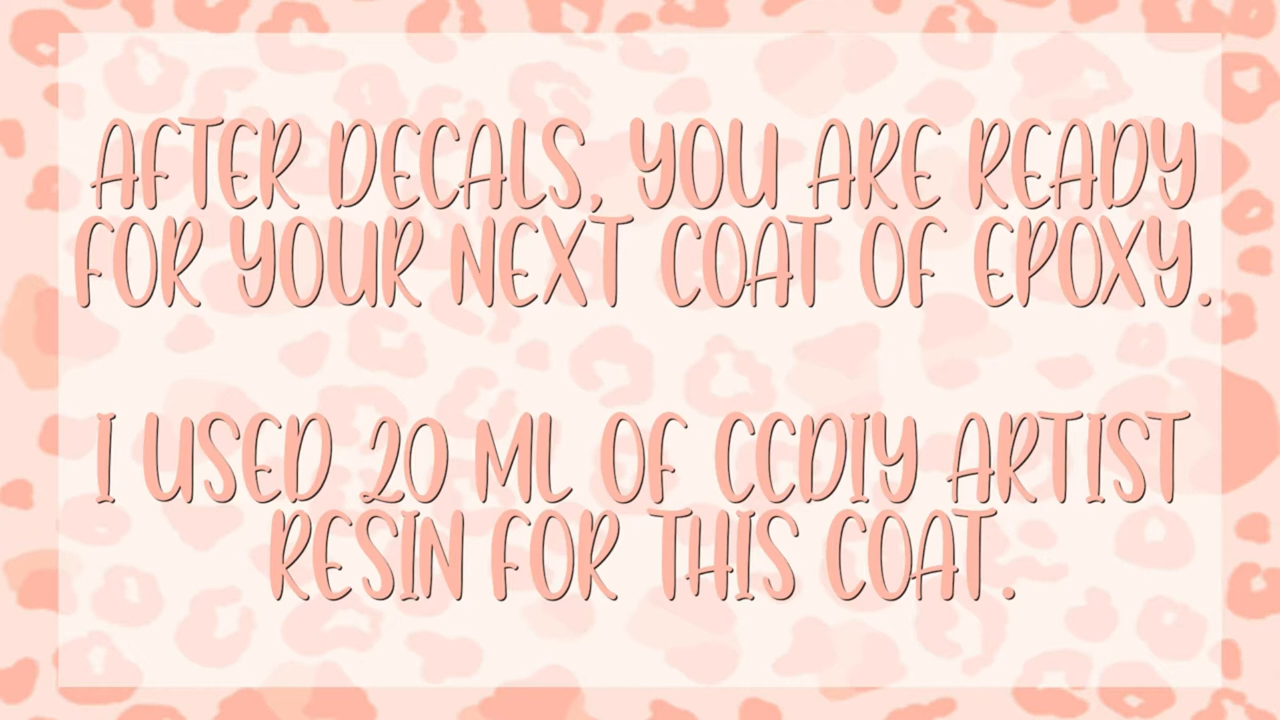 AFTER DECALS, YOU ARE READY
FOR YOUR NEXT COAT OF EPOXY.
I USED 20 ML OF CCDIY ARTIST
RESIN FOR THIS COAT.